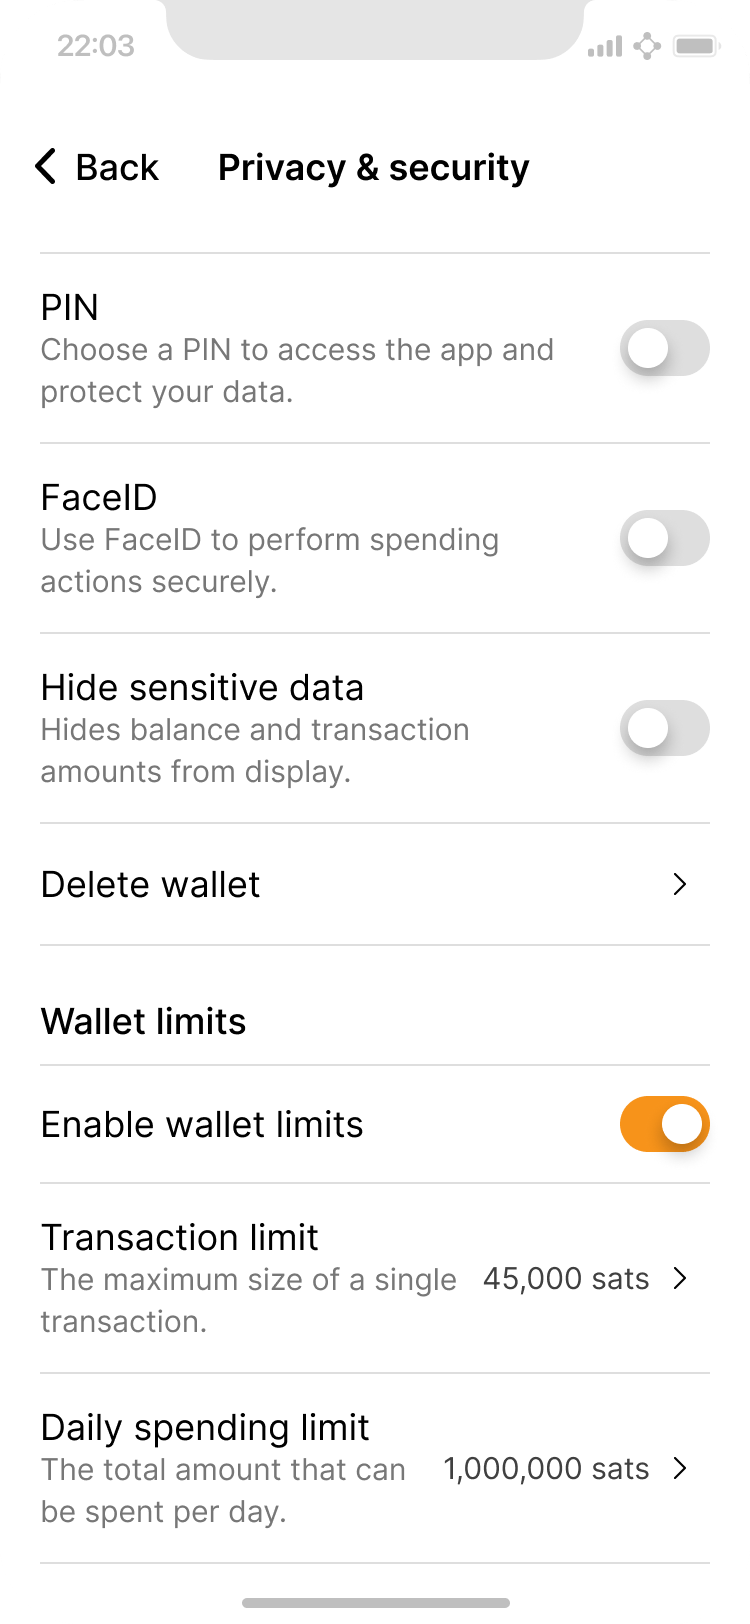 22:03
Back Privacy & security
PIN
Choose a PIN to access the app and
protect your data.
FaceID
Use FaceID to perform spending
actions securely.
Hide sensitive data
Hides balance and transaction
amounts from display.
Delete wallet
Wallet limits
Enable wallet limits
Transaction limit
The maximum size of a single
transaction.
45,000 sats
Daily spending limit
The total amount that can
be spent per day.
1,000,000 sats